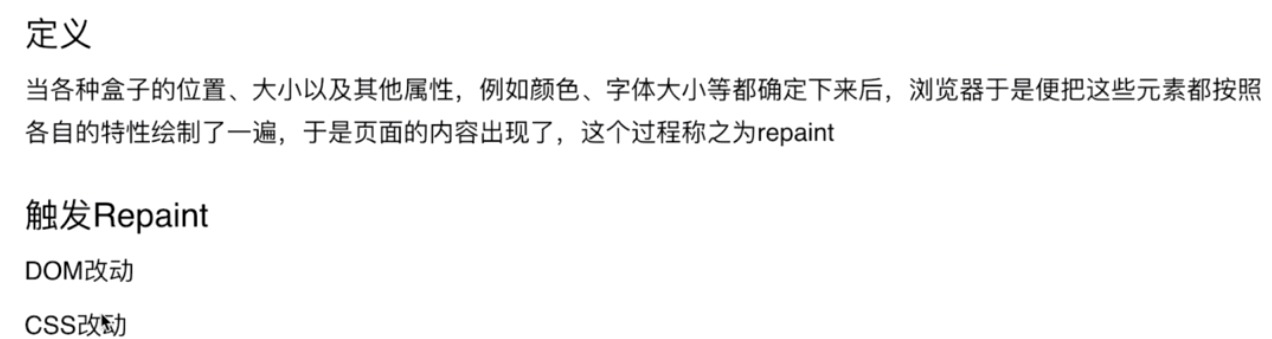 定义
当各种盒子的位置、大小以及其他属性，例如颜色、字体大小等都确定下来后，浏览器于是便把这些元素都按照
各自的特性绘制了一遍，于是页面的内容出现了，这个过程称之为repaint
触发Repaint
DOM改动
CSS改动